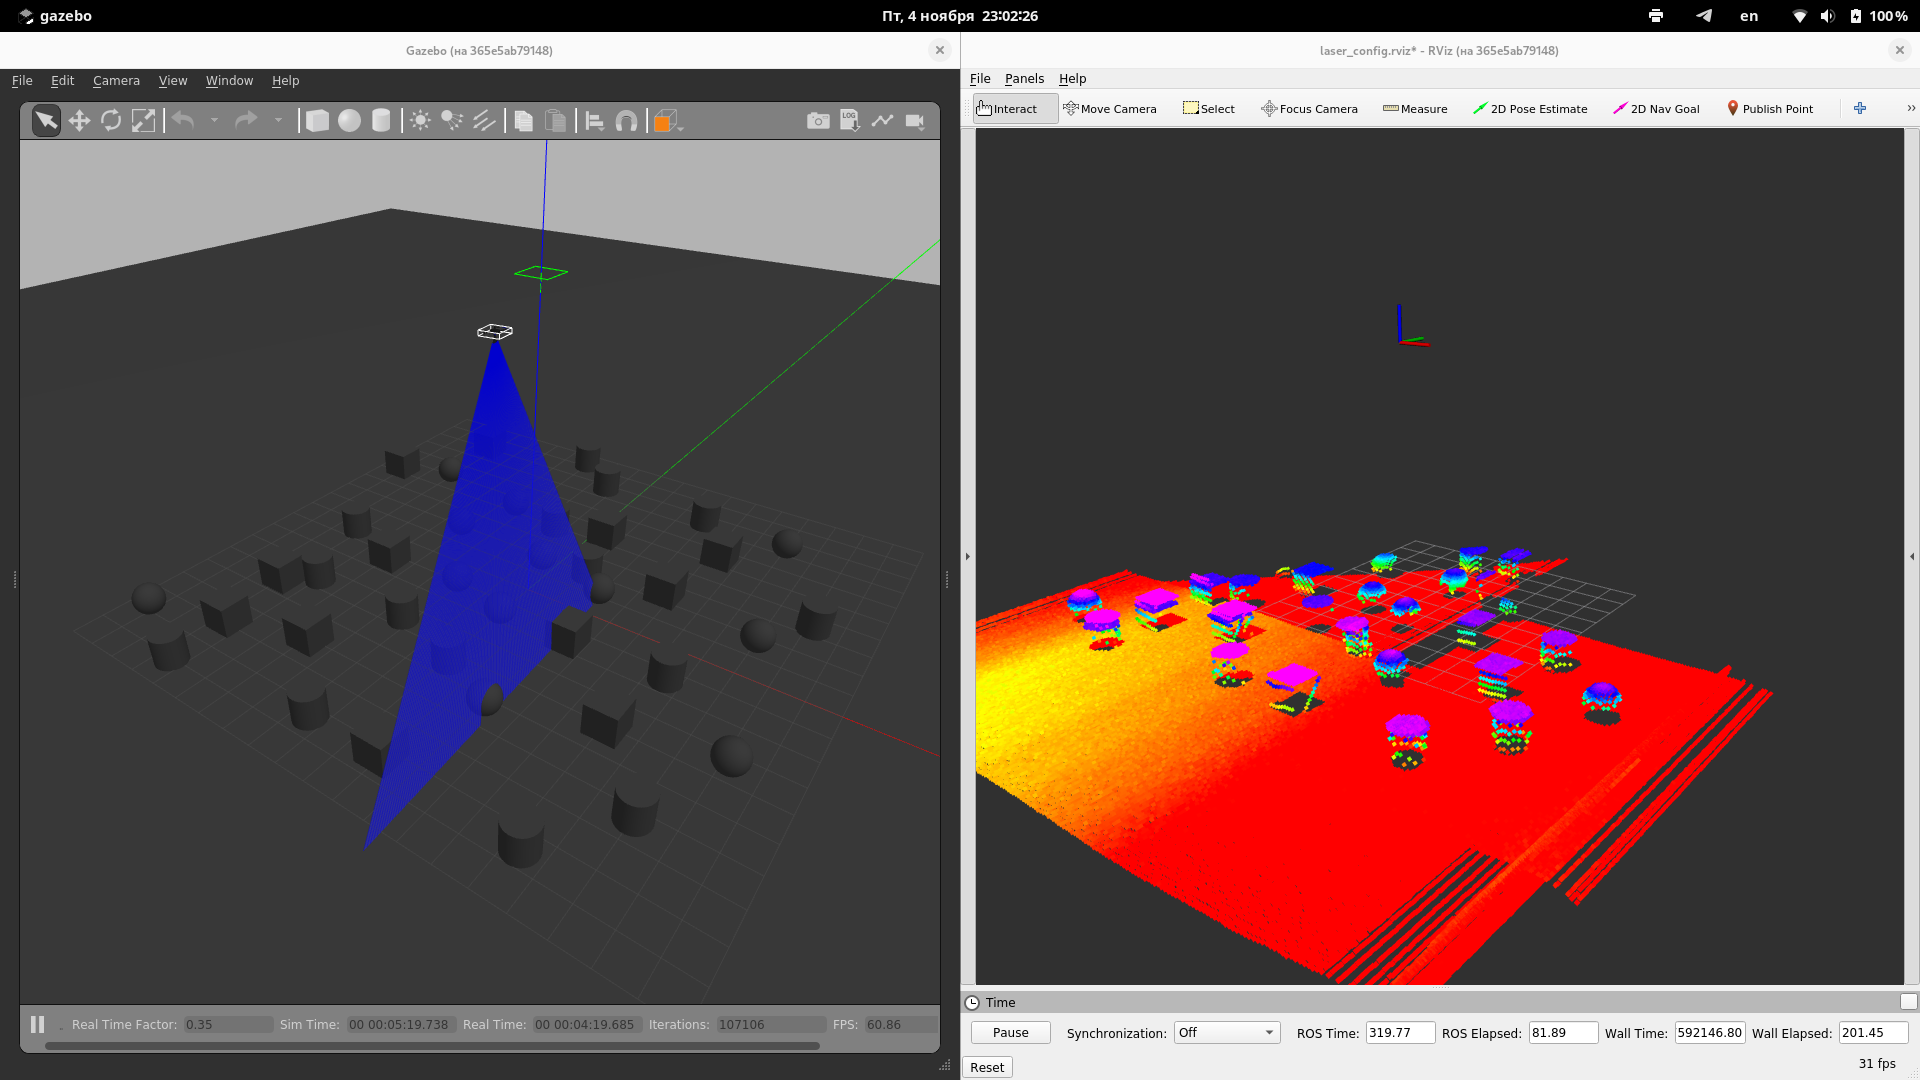 gazebo
Пт, 4 ноября 23:02:26
en
100 %
Gazebo (на 365e5ab79148)
File Edit Camera View Window Help
LOG
Real Time Factor: 0.35 Sim Time: 00 00:05:19.738 Real Time: 00 00:04:19.685 Iterations: 107106 FPS: 60.86
laser_config.rviz* - RViz (на 365e5ab79148)
File Panels Help
Interact Move Camera Select Focus Camera Measure 2D Pose Estimate 2D Nav Goal Publish Point
Time
Pause Synchronization: Off ROS Time: 319.77 ROS Elapsed: 81.89 Wall Time: 592146.80 Wall Elapsed: 201.45
Reset 31 fps